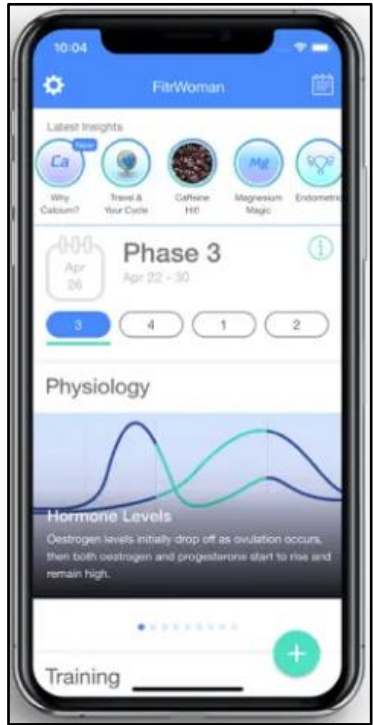 10:04
FitrWoman
Latest Insights
Ca
New
Mg
Why Calcium?
Travel & Your Cycle
Caffeine Hit!
Magnesium Magic
Endometri
Apr 26
Phase 3
Apr 22 - 30
3
4
1
2
Physiology
Hormone Levels
Oestrogen levels initially drop off as ovulation occurs,
then both oestrogen and progesterone start to rise and
remain high.
Training